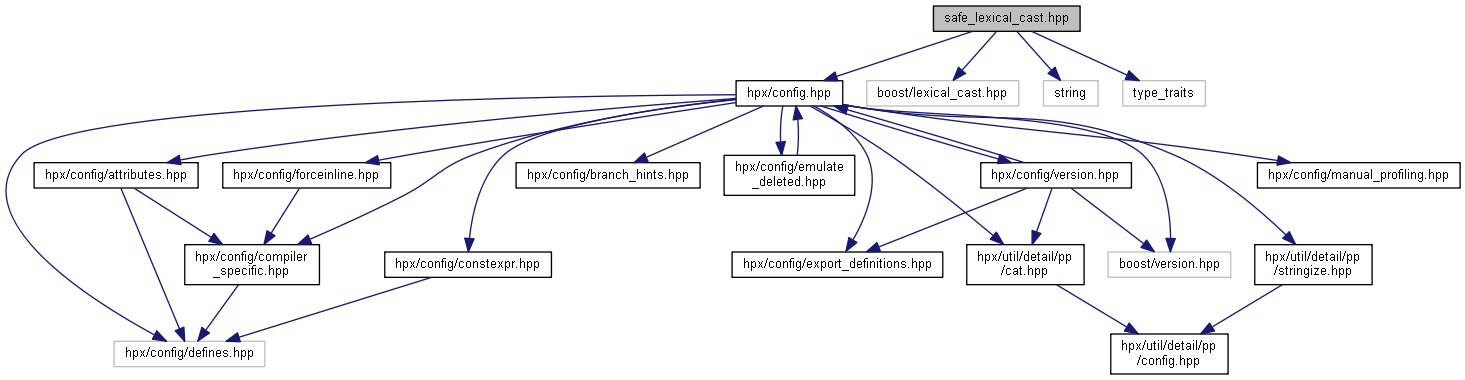 safe_lexical_cast.hpp
hpx/config.hpp
boost/lexical_cast.hpp
string
type_traits
hpx/config/attributes.hpp
hpx/config/forceinline.hpp
hpx/config/branch_hints.hpp
hpx/config/emulate
_deleted.hpp
hpx/config/version.hpp
hpx/config/manual_profiling.hpp
hpx/config/compiler
_specific.hpp
hpx/config/constexpr.hpp
hpx/config/export_definitions.hpp
hpx/util/detail/pp
/cat.hpp
boost/version.hpp
hpx/util/detail/pp
/stringize.hpp
hpx/config/defines.hpp
hpx/util/detail/pp
/config.hpp